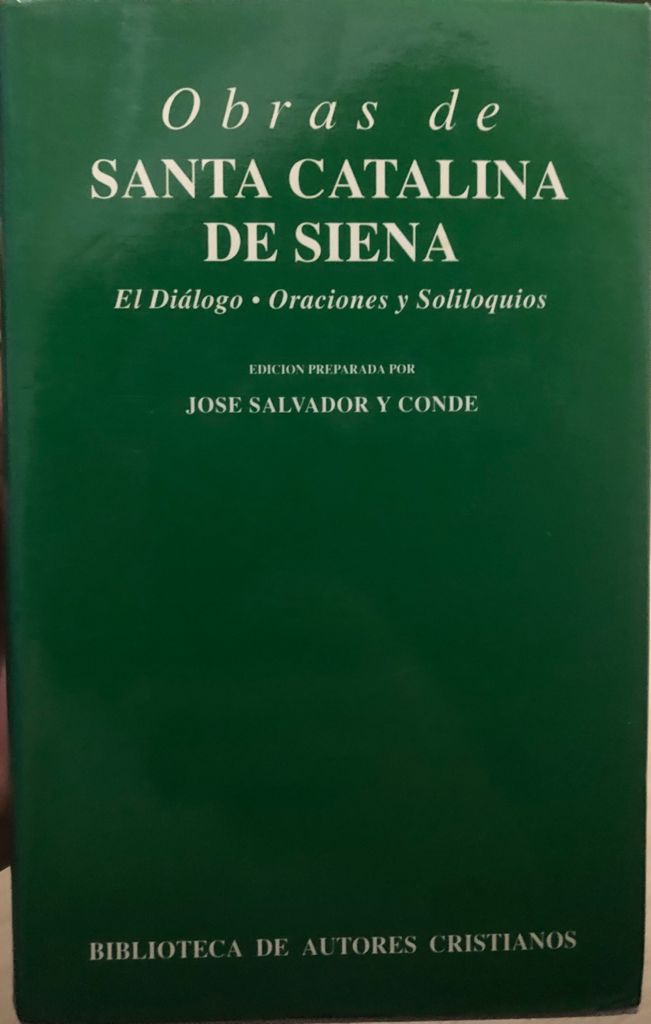 Obras de
SANTA CATALINA
DE SIENA
El Diálogo • Oraciones y Soliloquios
EDICION PREPARADA POR
JOSE SALVADOR Y CONDE
BIBLIOTECA DE AUTORES CRISTIANOS